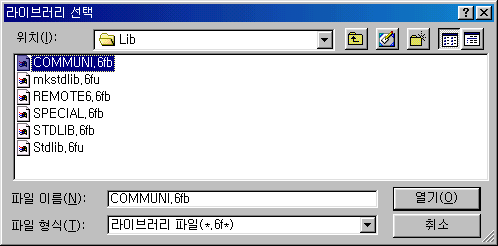 라이브러리 선택
위치(I): Lib
COMMUNI.6fb
mkstdlib.6fu
REMOTE6.6fb
SPECIAL.6fb
STDLIB.6fb
Stdlib.6fu
파일 이름(N): COMMUNI.6fb 열기(O)
파일 형식(T): 라이브러리 파일(*.6f*) 취소